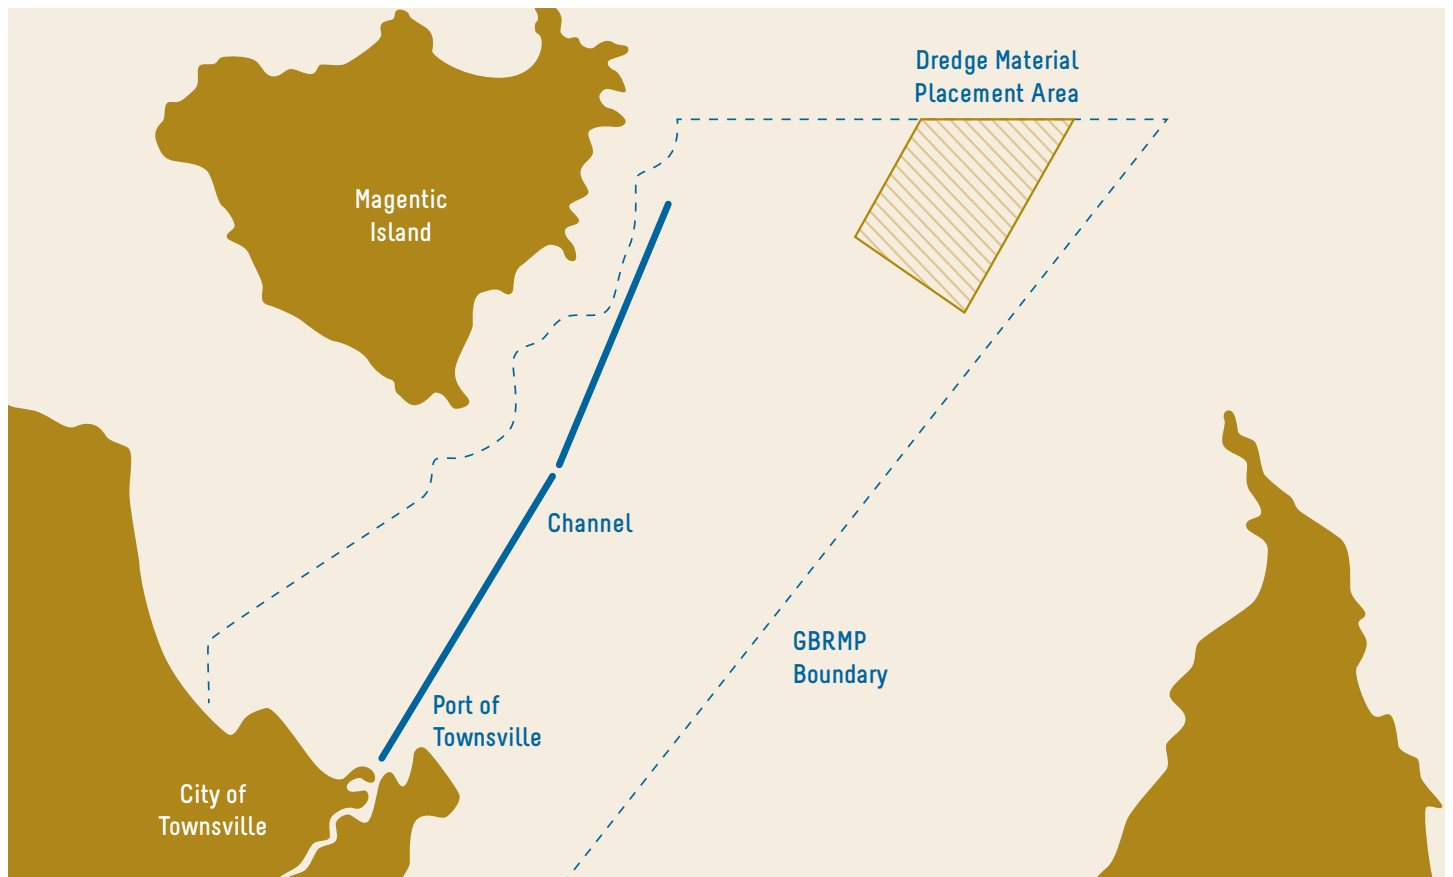 Dredge Material
Placement Area
Magentic
Island
Channel
GBRMP
Boundary
Port of
Townsville
City of
Townsville